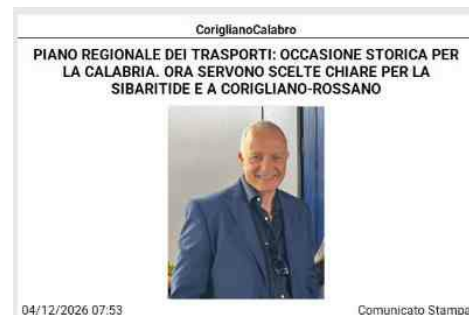 CoriglianoCalabro
PIANO REGIONALE DEI TRASPORTI: OCCASIONE STORICA PER
LA CALABRIA. ORA SERVONO SCELTE CHIARE PER LA
SIBARITIDE E A CORIGLIANO-ROSSANO
04/12/2026 07:53
Comunicato Stampa